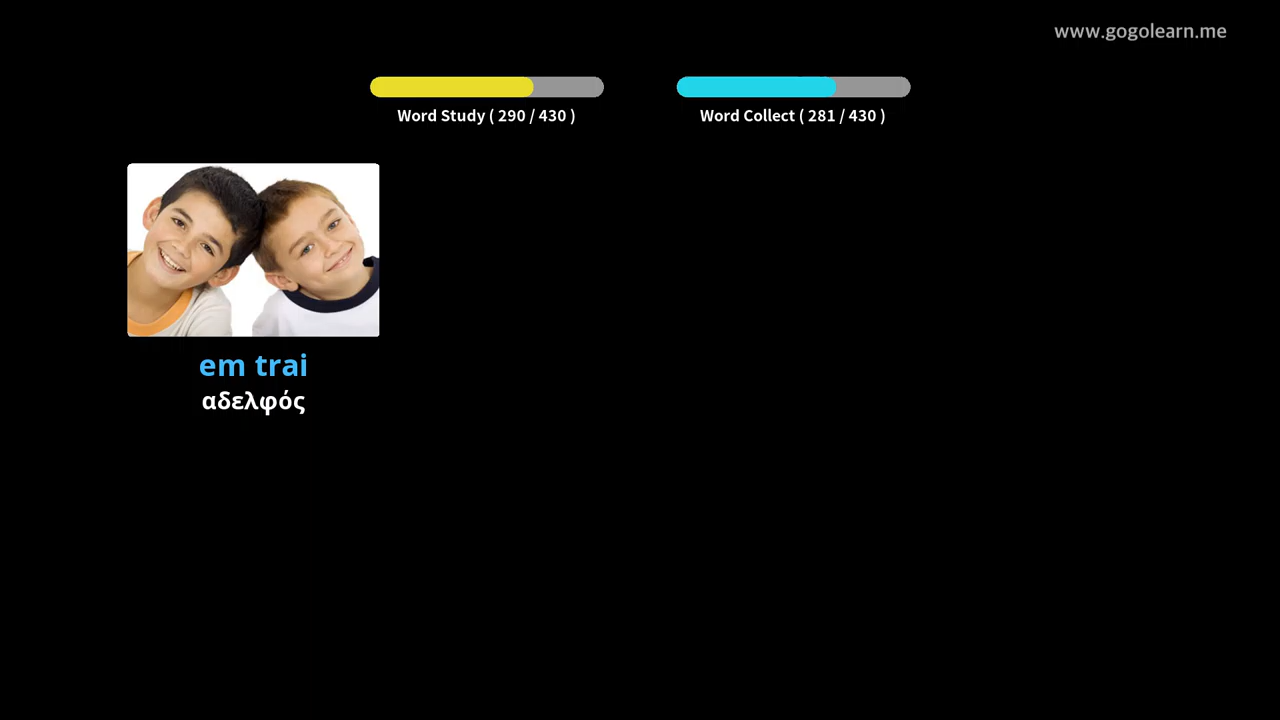 www.gogolearn.me
Word Study ( 290 / 430 )
Word Collect ( 281 / 430 )
em trai
αδελφός